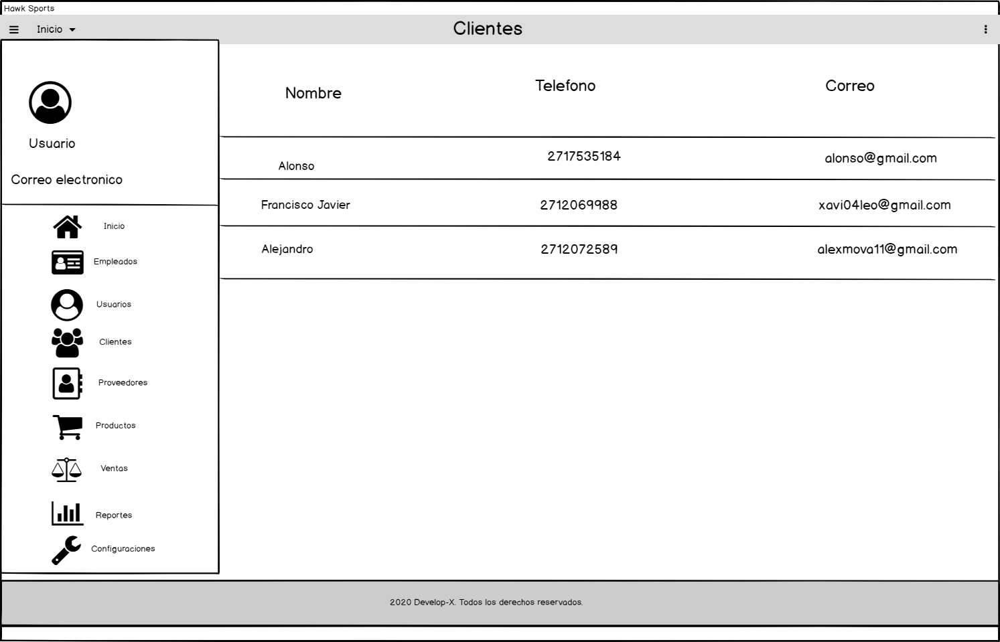 Hawk Sports
Inicio
Clientes
Usuario
Correo electronico
Inicio
Empleados
Usuarios
Clientes
Proveedores
Productos
Ventas
Reportes
Configuraciones
Nombre Telefono Correo
Alonso 2717535184 alonso@gmail.com
Francisco Javier 2712069988 xavi04leo@gmail.com
Alejandro 2712072589 alexmova11@gmail.com
2020 Develop-X. Todos los derechos reservados.